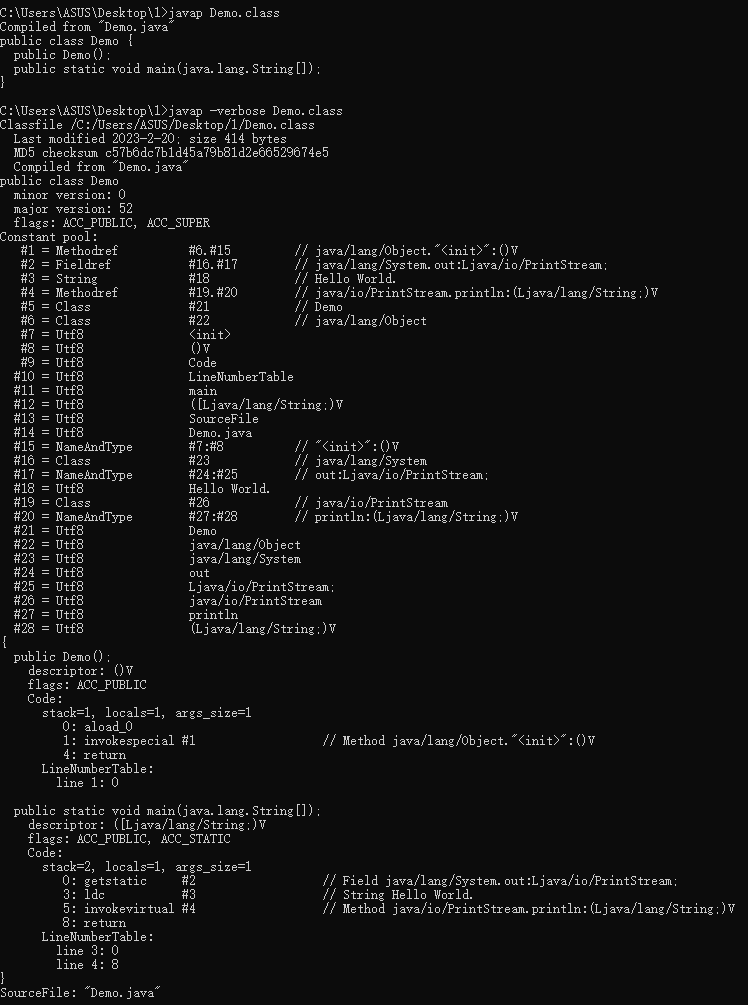 C:\Users\ASUS\Desktop\1>javap Demo.class
Compiled from "Demo.java"
public class Demo {
  public Demo();
  public static void main(java.lang.String[]);
}

C:\Users\ASUS\Desktop\1>javap -verbose Demo.class
Classfile /C:/Users/ASUS/Desktop/1/Demo.class
  Last modified 2023-2-20; size 414 bytes
  MD5 checksum c57b6dc7b1d45a79b81d2e66529674e5
  Compiled from "Demo.java"
public class Demo
  minor version: 0
  major version: 52
  flags: ACC_PUBLIC, ACC_SUPER
Constant pool:
   #1 = Methodref          #6.#15         // java/lang/Object."<init>":()V
   #2 = Fieldref           #16.#17        // java/lang/System.out:Ljava/io/PrintStream;
   #3 = String             #18            // Hello World.
   #4 = Methodref          #19.#20        // java/io/PrintStream.println:(Ljava/lang/String;)V
   #5 = Class              #21            // Demo
   #6 = Class              #22            // java/lang/Object
   #7 = Utf8               <init>
   #8 = Utf8               ()V
   #9 = Utf8               Code
  #10 = Utf8               LineNumberTable
  #11 = Utf8               main
  #12 = Utf8               ([Ljava/lang/String;)V
  #13 = Utf8               SourceFile
  #14 = Utf8               Demo.java
  #15 = NameAndType        #7:#8          // "<init>":()V
  #16 = Class              #23            // java/lang/System
  #17 = NameAndType        #24:#25        // out:Ljava/io/PrintStream;
  #18 = Utf8               Hello World.
  #19 = Class              #26            // java/io/PrintStream
  #20 = NameAndType        #27:#28        // println:(Ljava/lang/String;)V
  #21 = Utf8               Demo
  #22 = Utf8               java/lang/Object
  #23 = Utf8               java/lang/System
  #24 = Utf8               out
  #25 = Utf8               Ljava/io/PrintStream;
  #26 = Utf8               java/io/PrintStream
  #27 = Utf8               println
  #28 = Utf8               (Ljava/lang/String;)V
{
  public Demo();
    descriptor: ()V
    flags: ACC_PUBLIC
    Code:
      stack=1, locals=1, args_size=1
         0: aload_0
         1: invokespecial #1                  // Method java/lang/Object."<init>":()V
         4: return
      LineNumberTable:
        line 1: 0

  public static void main(java.lang.String[]);
    descriptor: ([Ljava/lang/String;)V
    flags: ACC_PUBLIC, ACC_STATIC
    Code:
      stack=2, locals=1, args_size=1
         0: getstatic     #2                  // Field java/lang/System.out:Ljava/io/PrintStream;
         3: ldc           #3                  // String Hello World.
         5: invokevirtual #4                  // Method java/io/PrintStream.println:(Ljava/lang/String;)V
         8: return
      LineNumberTable:
        line 3: 0
        line 4: 8
}
SourceFile: "Demo.java"